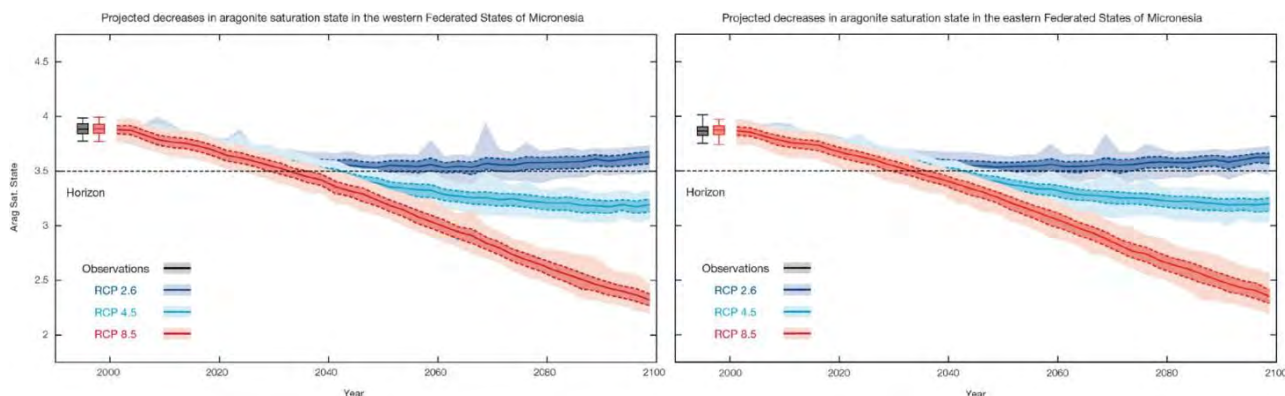 Projected decreases in aragonite saturation state in the western Federated States of Micronesia
4.5
4
3.5
3
2.5
2
Arag Sat. State
Horizon
Observations
RCP 2.6
RCP 4.5
RCP 8.5
2000 2020 2040 2060 2080 2100
Year
Projected decreases in aragonite saturation state in the eastern Federated States of Micronesia
Horizon
Observations
RCP 2.6
RCP 4.5
RCP 8.5
2000 2020 2040 2060 2080 2100
Year